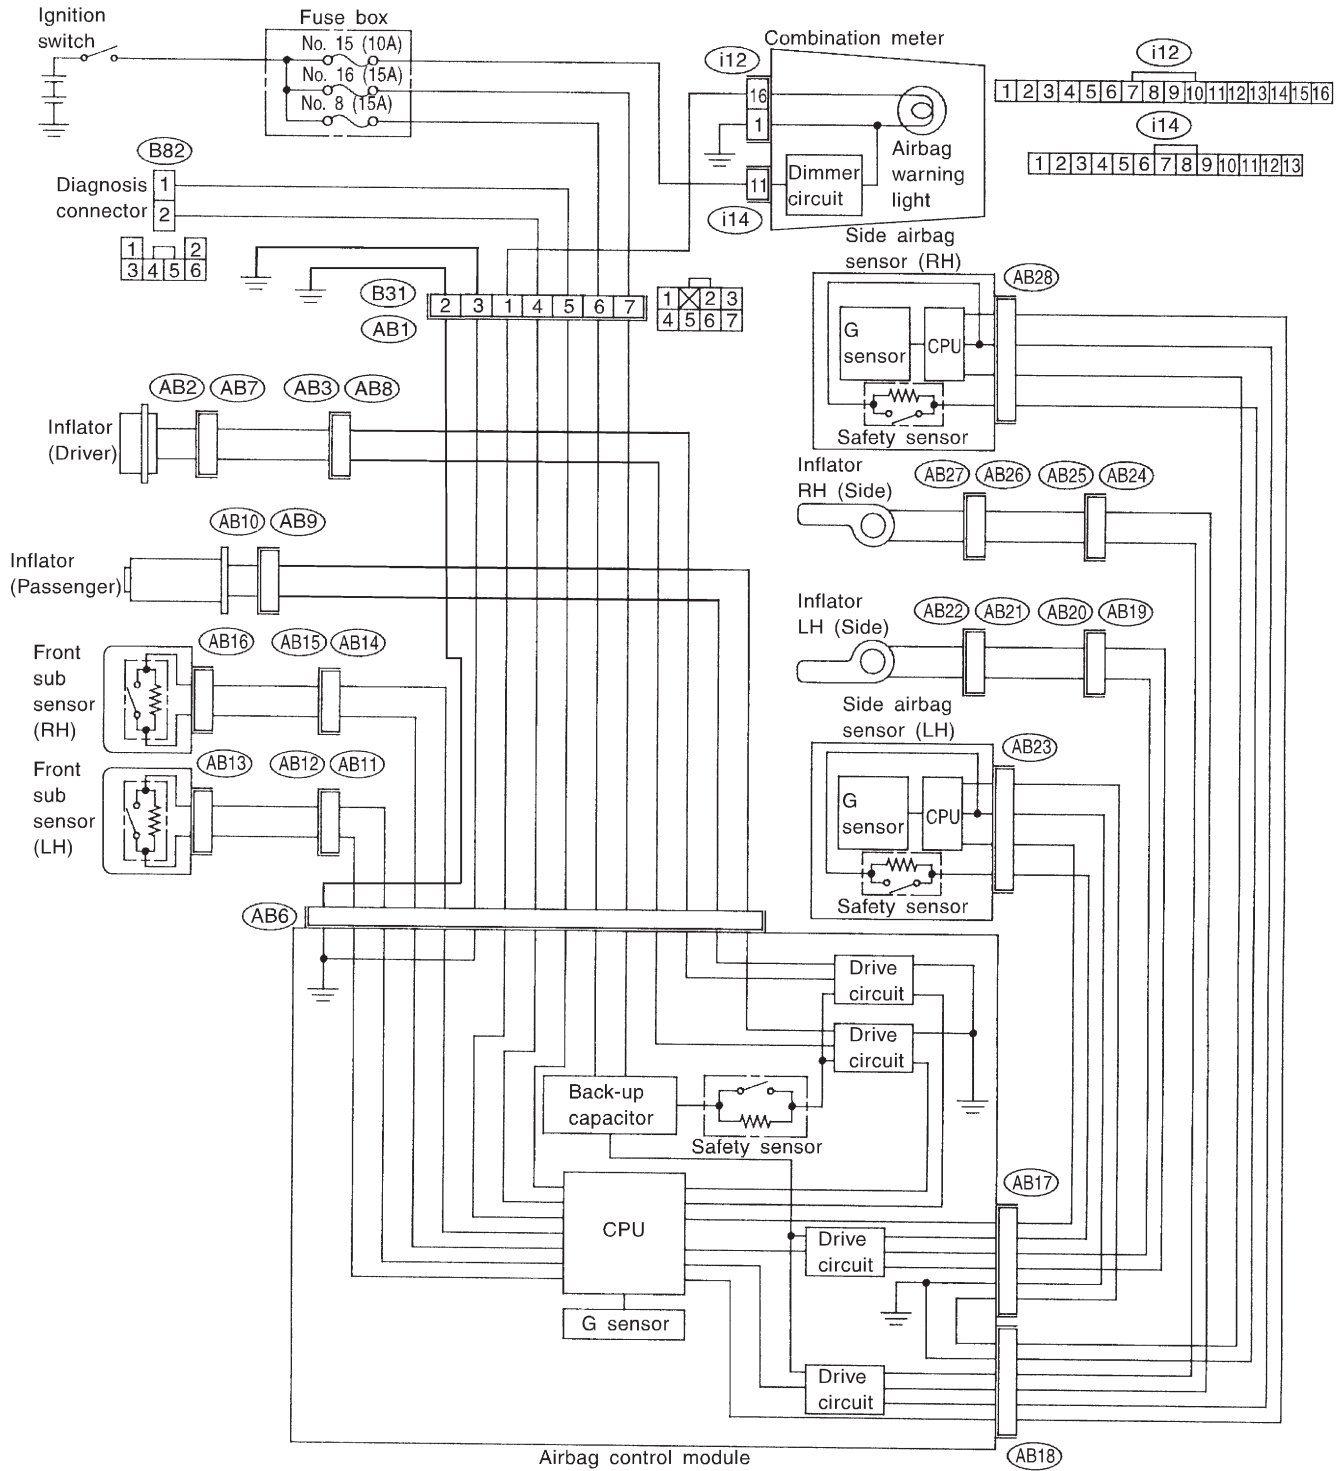 Ignition
switch
Fuse box
No. 15 (10A)
No. 16 (15A)
No. 8 (15A)
Combination meter
i12
16
1
11
i14
Dimmer
circuit
Airbag
warning
light
i12
1 2 3 4 5 6 7 8 9 10 11 12 13 14 15 16
i14
1 2 3 4 5 6 7 8 9 10 11 12 13
B82
Diagnosis
connector
1
2
1 2
3 4 5 6
B31
AB1
2 3 1 4 5 6 7
1 2 3
4 5 6 7
Side airbag
sensor (RH)
AB28
G
sensor
CPU
Safety sensor
AB2 AB7 AB3 AB8
Inflator
(Driver)
Inflator
RH (Side)
AB27 AB26 AB25 AB24
AB10 AB9
Inflator
(Passenger)
Inflator
LH (Side)
AB22 AB21 AB20 AB19
Front
sub
sensor
(RH)
AB16 AB15 AB14
Side airbag
sensor (LH)
AB23
G
sensor
CPU
Safety sensor
Front
sub
sensor
(LH)
AB13 AB12 AB11
AB6
Drive
circuit
Drive
circuit
Back-up
capacitor
Safety sensor
CPU
G sensor
AB17
Drive
circuit
Drive
circuit
AB18
Airbag control module